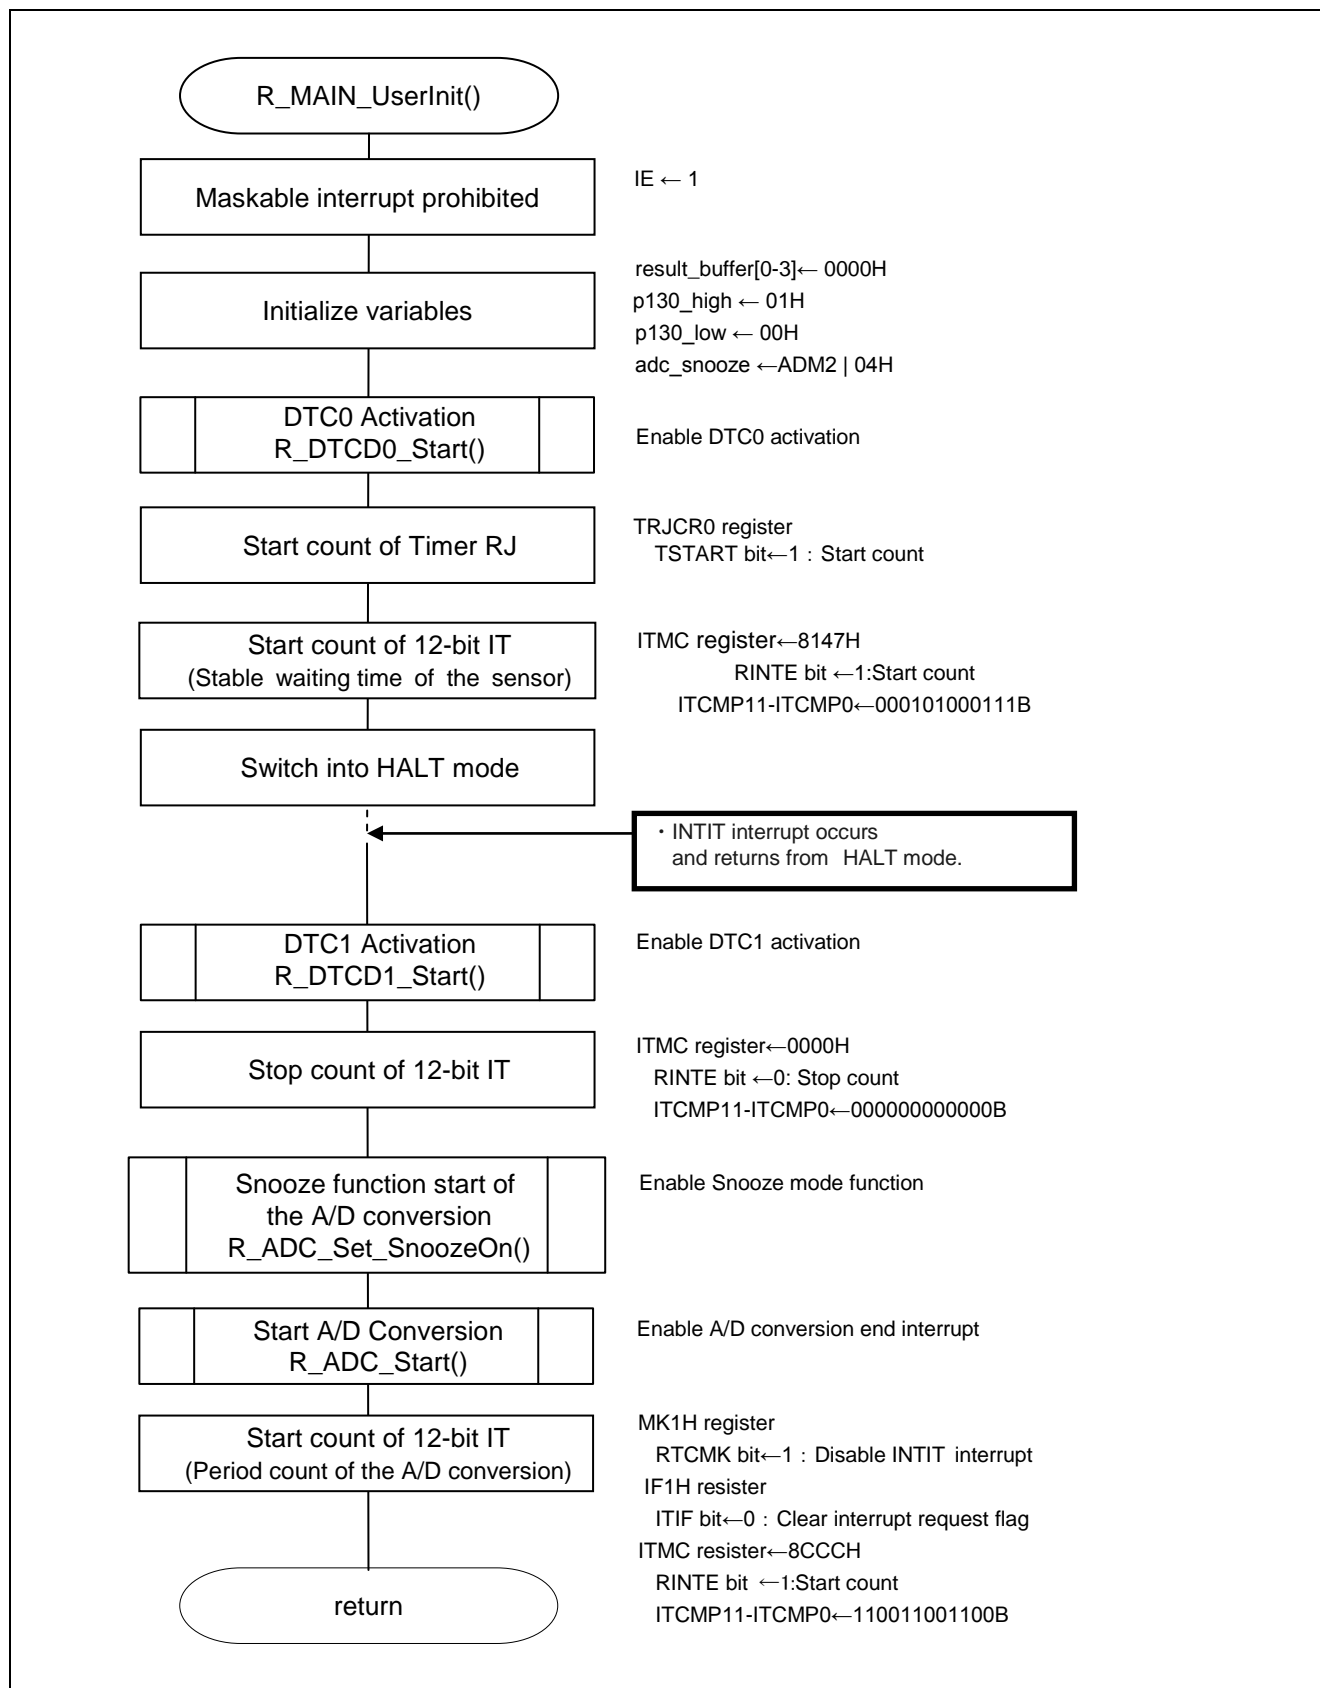 R_MAIN_UserInit()
Maskable interrupt prohibited
IE ← 1
Initialize variables
result_buffer[0-3]← 0000H
p130_high ← 01H
p130_low ← 00H
adc_snooze ←ADM2 | 04H
DTC0 Activation
R_DTCD0_Start()
Enable DTC0 activation
Start count of Timer RJ
TRJCR0 register
TSTART bit←1 : Start count
Start count of 12-bit IT
(Stable waiting time of the sensor)
ITMC register←8147H
RINTE bit ←1:Start count
ITCMP11-ITCMP0←000101000111B
Switch into HALT mode
・INTIT interrupt occurs
and returns from HALT mode.
DTC1 Activation
R_DTCD1_Start()
Enable DTC1 activation
Stop count of 12-bit IT
ITMC register←0000H
RINTE bit ←0: Stop count
ITCMP11-ITCMP0←000000000000B
Snooze function start of
the A/D conversion
R_ADC_Set_SnoozeOn()
Enable Snooze mode function
Start A/D Conversion
R_ADC_Start()
Enable A/D conversion end interrupt
Start count of 12-bit IT
(Period count of the A/D conversion)
MK1H register
RTCMK bit←1 : Disable INTIT interrupt
IF1H resister
ITIF bit←0 : Clear interrupt request flag
ITMC resister←8CCCH
RINTE bit ←1:Start count
ITCMP11-ITCMP0←110011001100B
return